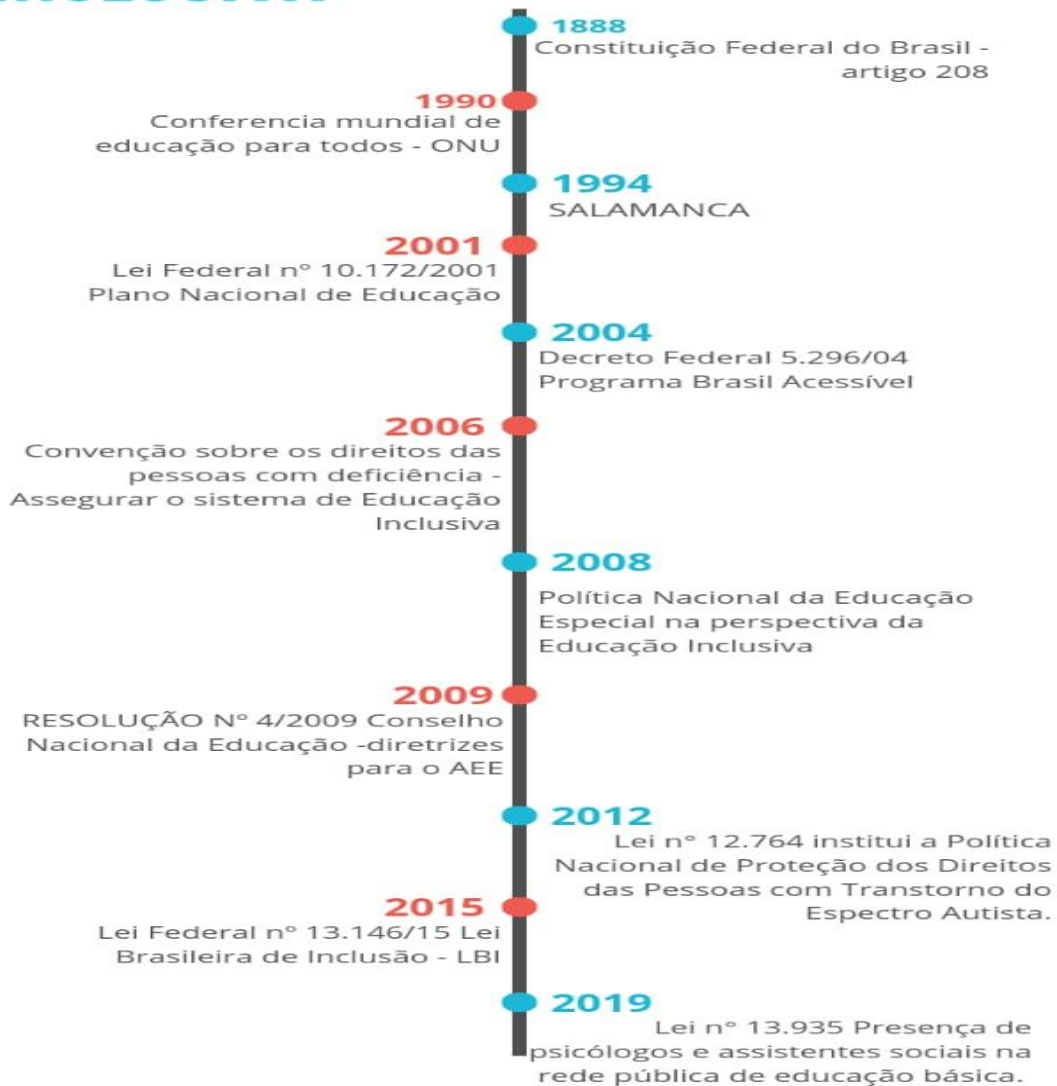 1888
Constituição Federal do Brasil -
artigo 208
1990
Conferencia mundial de
educação para todos - ONU
1994
SALAMANCA
2001
Lei Federal nº 10.172/2001
Plano Nacional de Educação
2004
Decreto Federal 5.296/04
Programa Brasil Acessível
2006
Convenção sobre os direitos das
pessoas com deficiência -
Assegurar o sistema de Educação
Inclusiva
2008
Política Nacional da Educação
Especial na perspectiva da
Educação Inclusiva
2009
RESOLUÇÃO Nº 4/2009 Conselho
Nacional da Educação -diretrizes
para o AEE
2012
Lei nº 12.764 institui a Política
Nacional de Proteção dos Direitos
das Pessoas com Transtorno do
Espectro Autista.
2015
Lei Federal nº 13.146/15 Lei
Brasileira de Inclusão - LBI
2019
Lei nº 13.935 Presença de
psicólogos e assistentes sociais na
rede pública de educação básica.